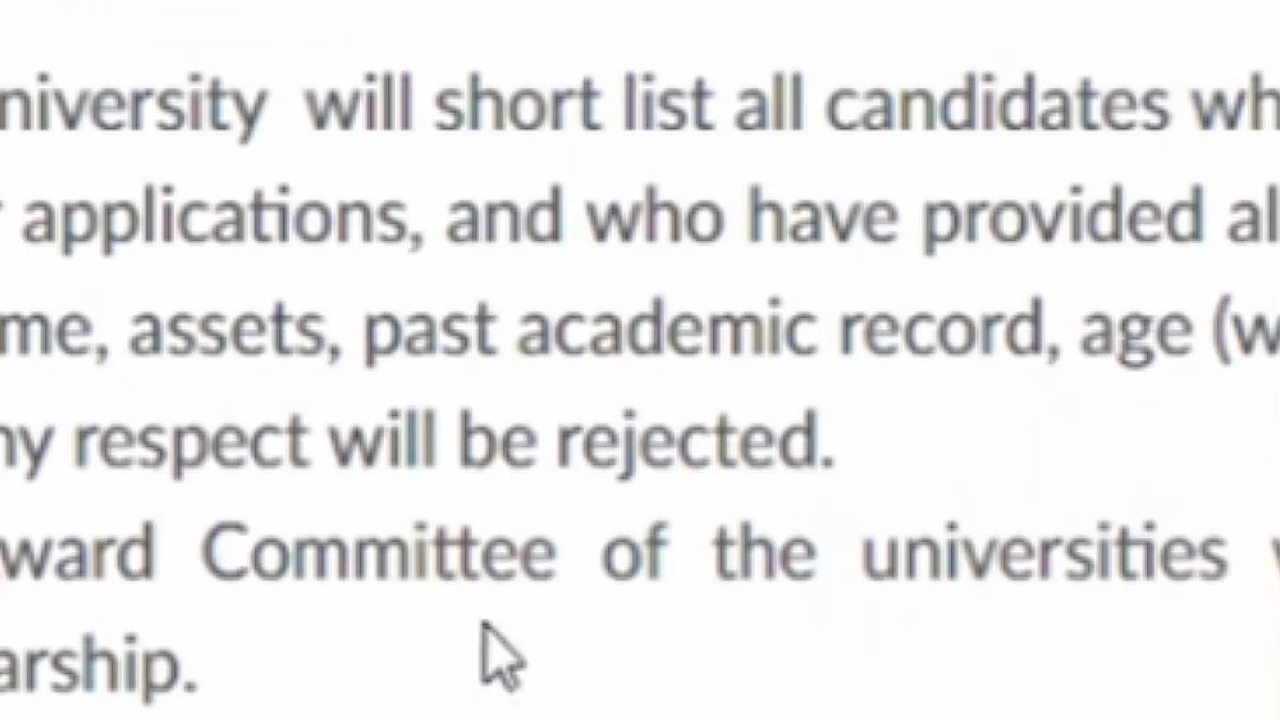 niversity will short list all candidates wh
applications, and who have provided al
me, assets, past academic record, age (w
ny respect will be rejected.
ward Committee of the universities
arship.